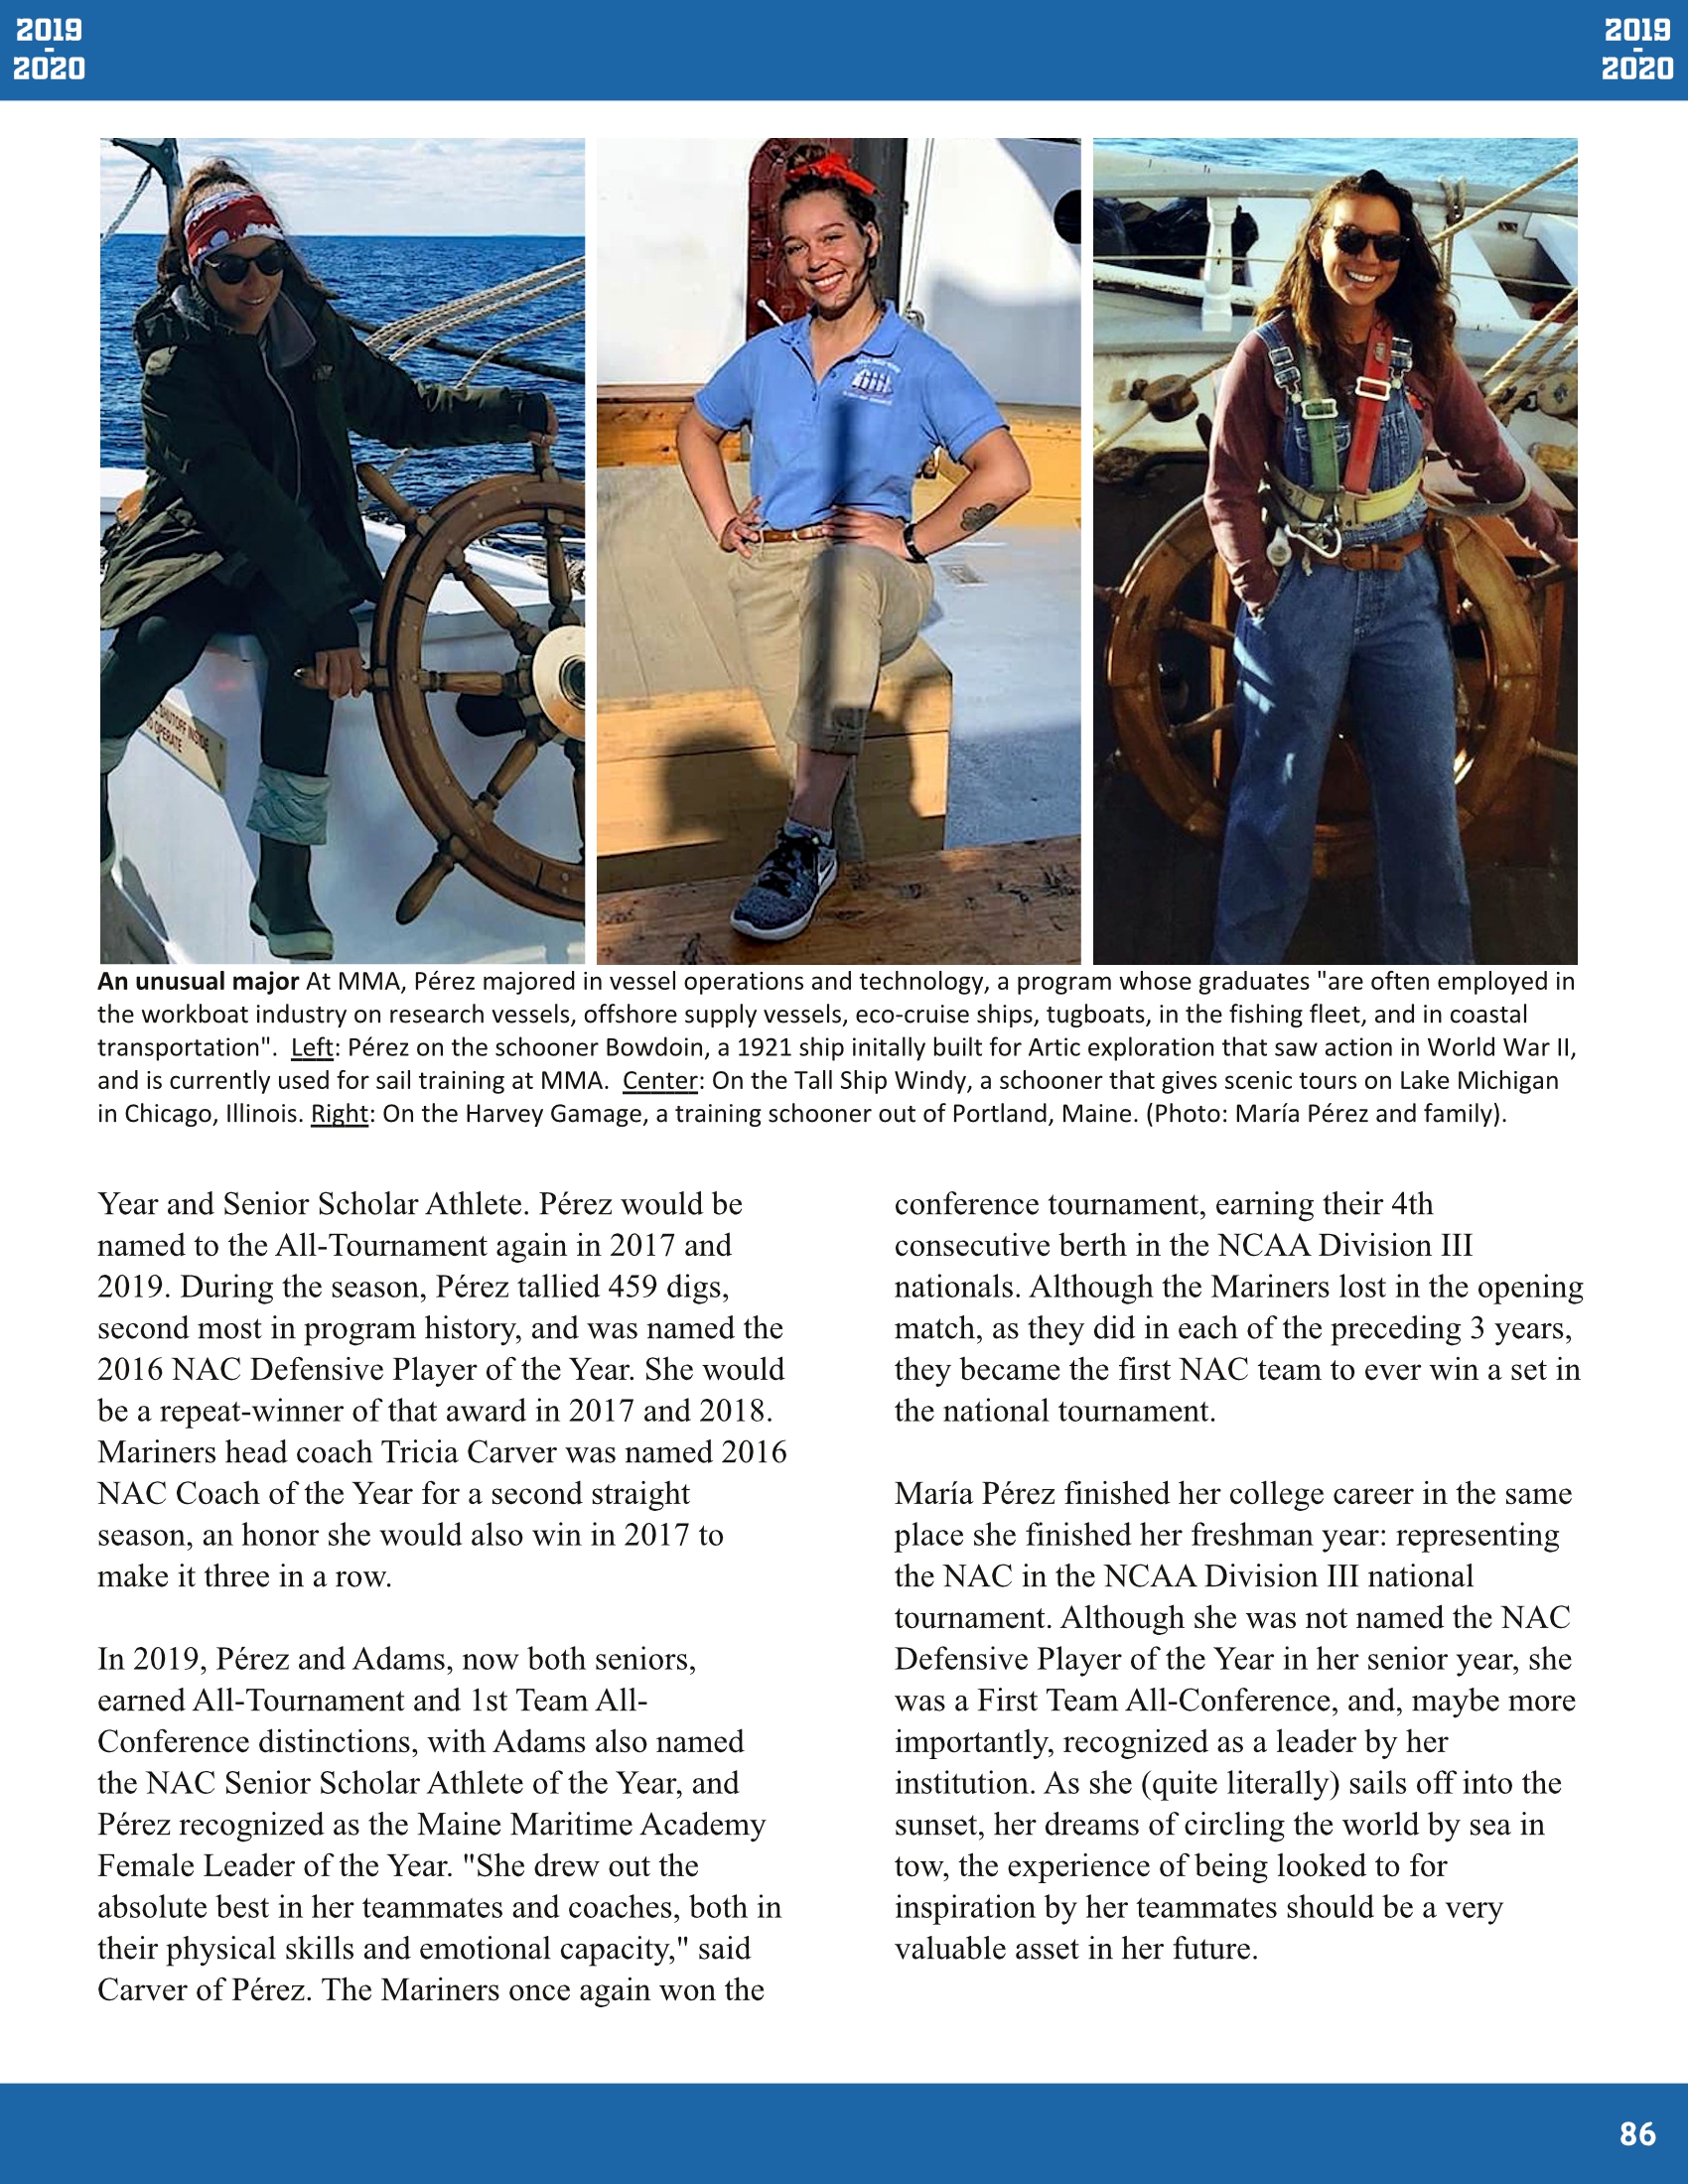 2019
-
2020
2019
-
2020
SHUTOFF INSIDE
TO OPERATE
An unusual major At MMA, Pérez majored in vessel operations and technology, a program whose graduates "are often employed in
the workboat industry on research vessels, offshore supply vessels, eco-cruise ships, tugboats, in the fishing fleet, and in coastal
transportation".  Left: Pérez on the schooner Bowdoin, a 1921 ship initally built for Artic exploration that saw action in World War II,
and is currently used for sail training at MMA.  Center: On the Tall Ship Windy, a schooner that gives scenic tours on Lake Michigan
in Chicago, Illinois. Right: On the Harvey Gamage, a training schooner out of Portland, Maine. (Photo: María Pérez and family).
Year and Senior Scholar Athlete. Pérez would be
named to the All-Tournament again in 2017 and
2019. During the season, Pérez tallied 459 digs,
second most in program history, and was named the
2016 NAC Defensive Player of the Year. She would
be a repeat-winner of that award in 2017 and 2018.
Mariners head coach Tricia Carver was named 2016
NAC Coach of the Year for a second straight
season, an honor she would also win in 2017 to
make it three in a row.
In 2019, Pérez and Adams, now both seniors,
earned All-Tournament and 1st Team All-
Conference distinctions, with Adams also named
the NAC Senior Scholar Athlete of the Year, and
Pérez recognized as the Maine Maritime Academy
Female Leader of the Year. "She drew out the
absolute best in her teammates and coaches, both in
their physical skills and emotional capacity," said
Carver of Pérez. The Mariners once again won the
conference tournament, earning their 4th
consecutive berth in the NCAA Division III
nationals. Although the Mariners lost in the opening
match, as they did in each of the preceding 3 years,
they became the first NAC team to ever win a set in
the national tournament.
María Pérez finished her college career in the same
place she finished her freshman year: representing
the NAC in the NCAA Division III national
tournament. Although she was not named the NAC
Defensive Player of the Year in her senior year, she
was a First Team All-Conference, and, maybe more
importantly, recognized as a leader by her
institution. As she (quite literally) sails off into the
sunset, her dreams of circling the world by sea in
tow, the experience of being looked to for
inspiration by her teammates should be a very
valuable asset in her future.
86